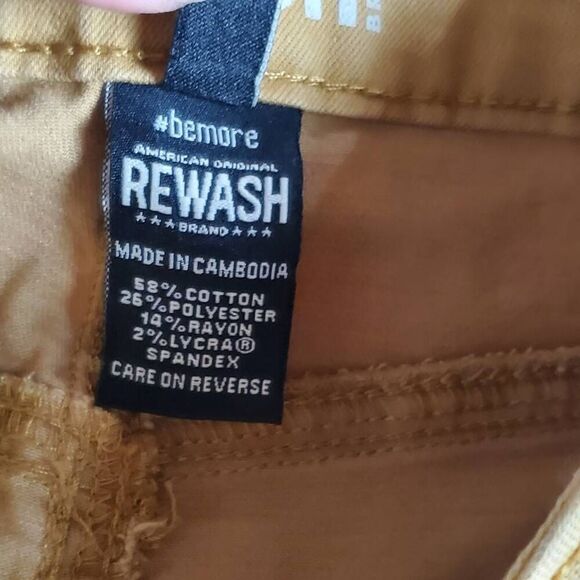 #bemore
AMERICAN ORIGINAL
REWASH
★★★BRAND★★★
MADE IN CAMBODIA
58%COTTON
26%POLYESTER
14%RAYON
2%LYCRA®
SPANDEX
CARE ON REVERSE